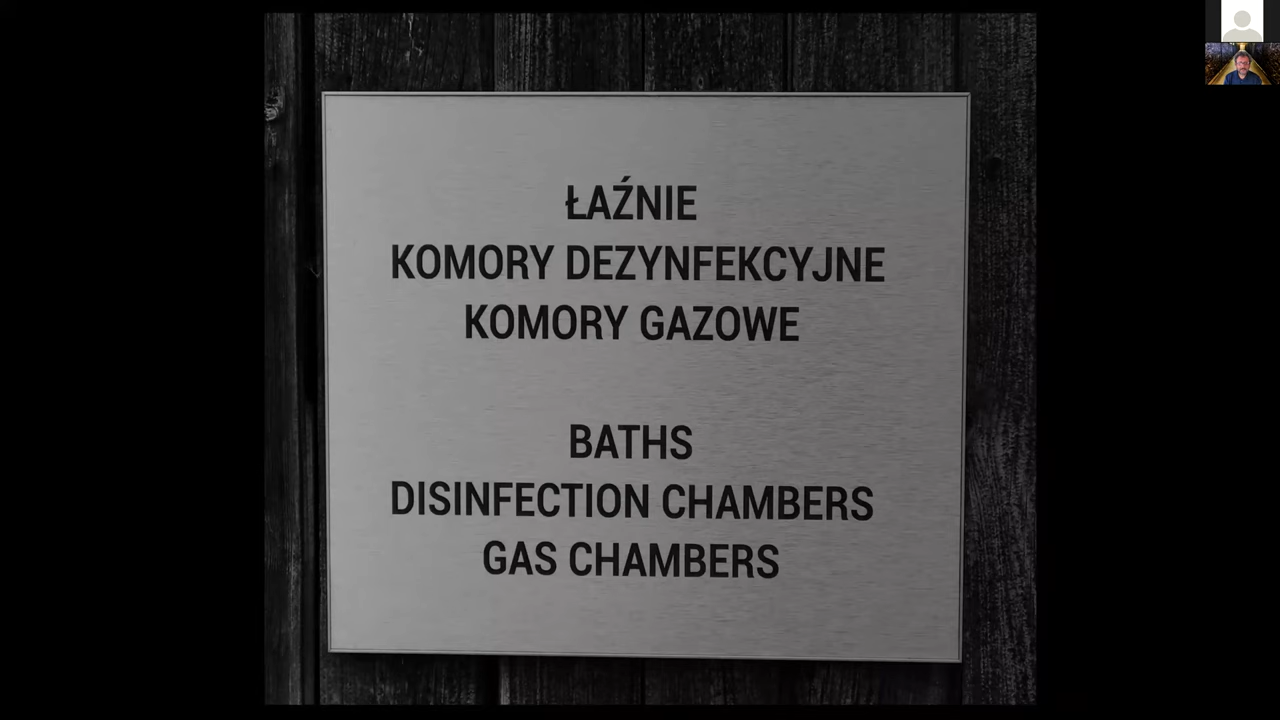 ŁAŹNIE
KOMORY DEZYNFEKCYJNE
KOMORY GAZOWE
BATHS
DISINFECTION CHAMBERS
GAS CHAMBERS